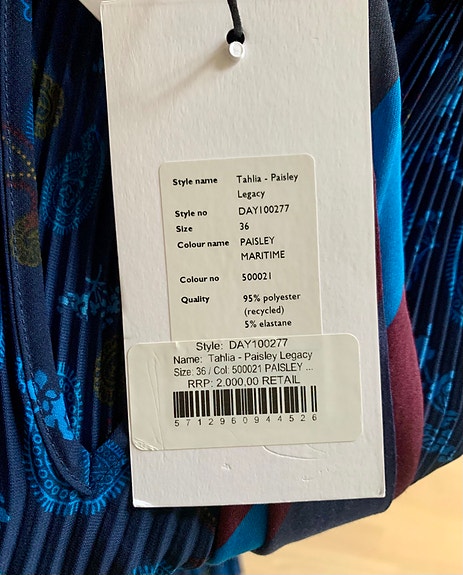 Style name Tahlia - Paisley
Legacy
Style no DAY100277
Size 36
Colour name PAISLEY
MARITIME
Colour no 500021
Quality 95% polyester
(recycled)
5% elastane
Style: DAY100277
Name: Tahlia - Paisley Legacy
Size: 36 / Col: 500021 PAISLEY ...
RRP: 2.000,00 RETAIL
5712960944526